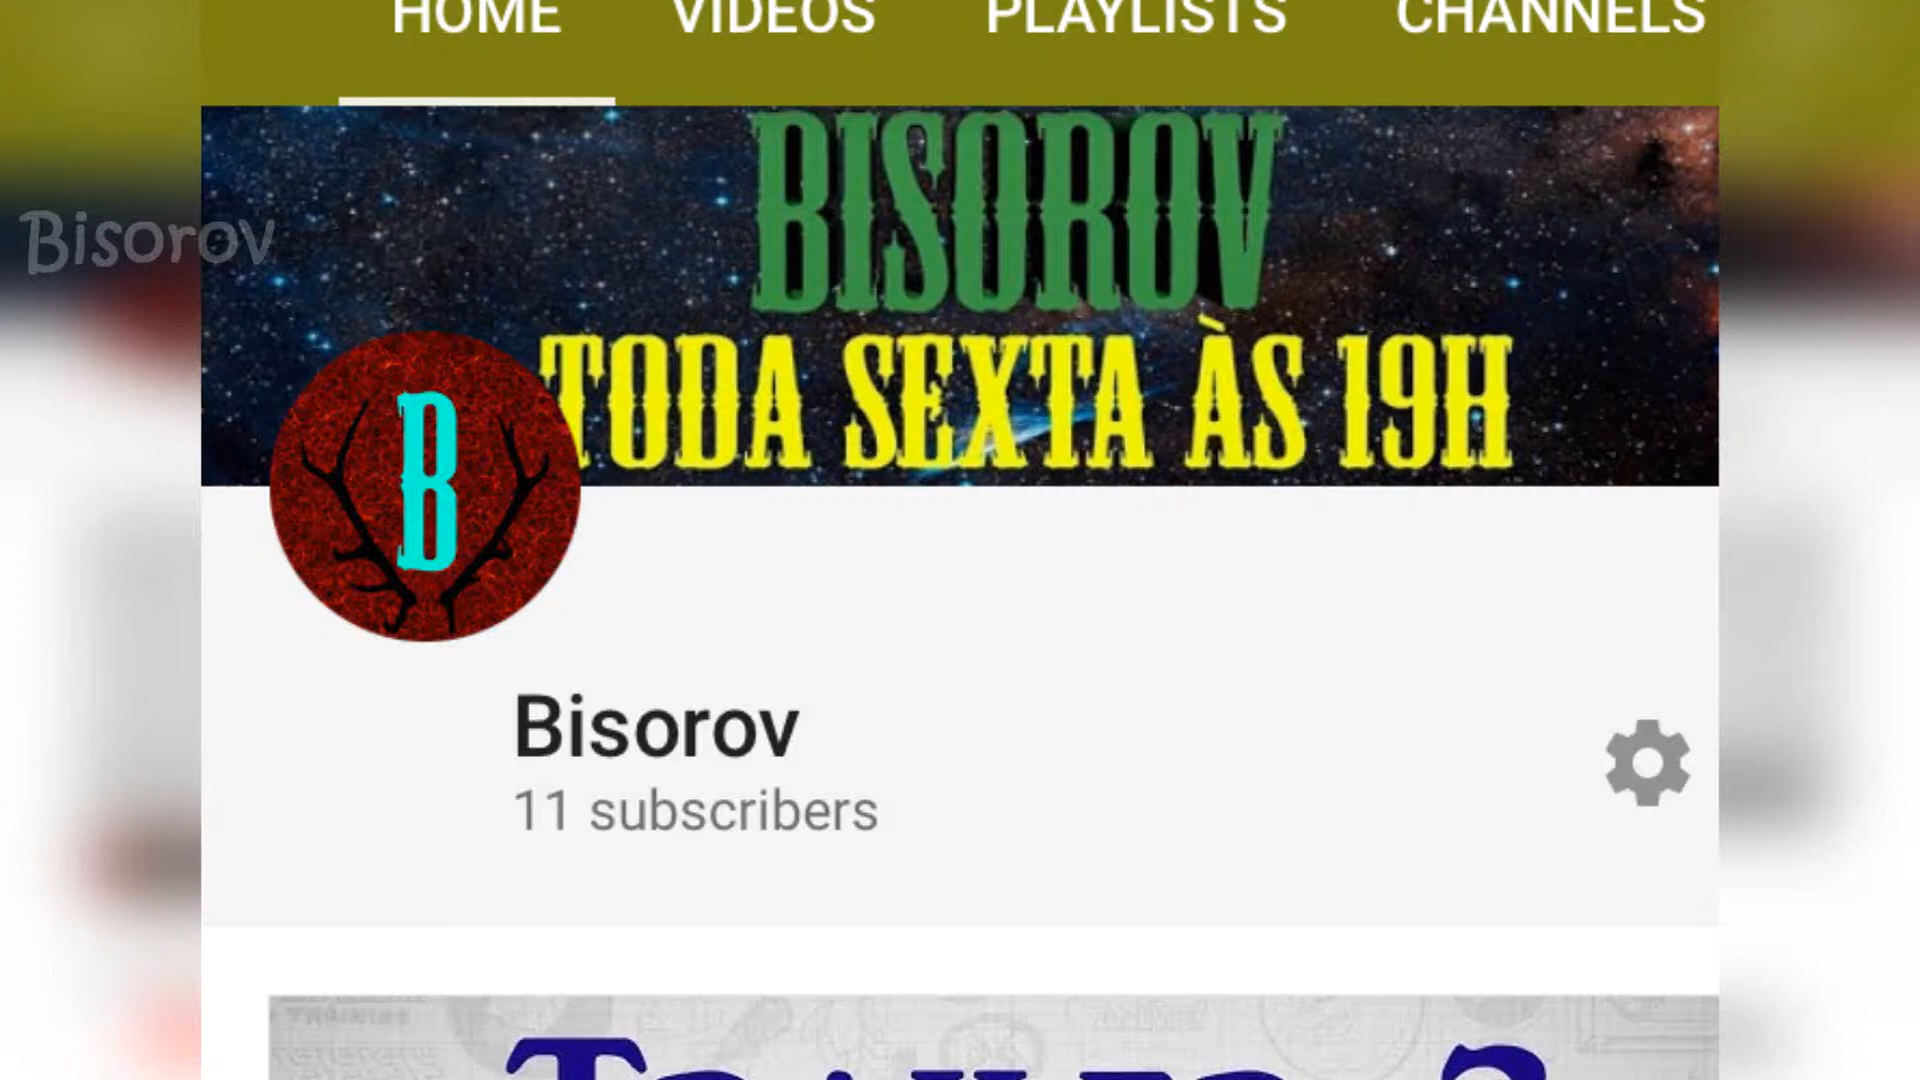 HOME VIDEOS PLAYLISTS CHANNELS
BISOROV
TODA SEXTA ÀS 19H
Bisorov
B
Bisorov
11 subscribers